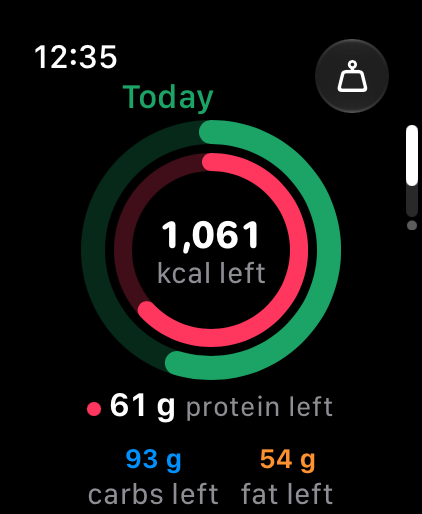 12:35
Today
1,061
kcal left
61 g protein left
93 g 54 g
carbs left fat left